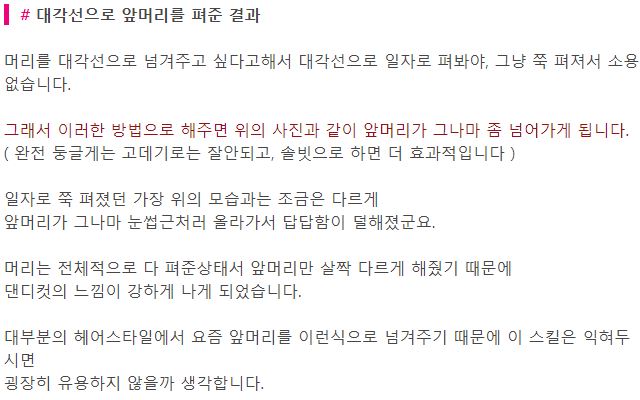 # 대각선으로 앞머리를 펴준 결과
머리를 대각선으로 넘겨주고 싶다고해서 대각선으로 일자로 펴봐야, 그냥 쭉 펴져서 소용
없습니다.
그래서 이러한 방법으로 해주면 위의 사진과 같이 앞머리가 그나마 좀 넘어가게 됩니다.
( 완전 둥글게는 고데기로는 잘안되고, 솔빗으로 하면 더 효과적입니다 )
일자로 쭉 펴졌던 가장 위의 모습과는 조금은 다르게
앞머리가 그나마 눈썹근처러 올라가서 답답함이 덜해졌군요.
머리는 전체적으로 다 펴준상태서 앞머리만 살짝 다르게 해줬기 때문에
댄디컷의 느낌이 강하게 나게 되었습니다.
대부분의 헤어스타일에서 요즘 앞머리를 이런식으로 넘겨주기 때문에 이 스킬은 익혀두
시면
굉장히 유용하지 않을까 생각합니다.